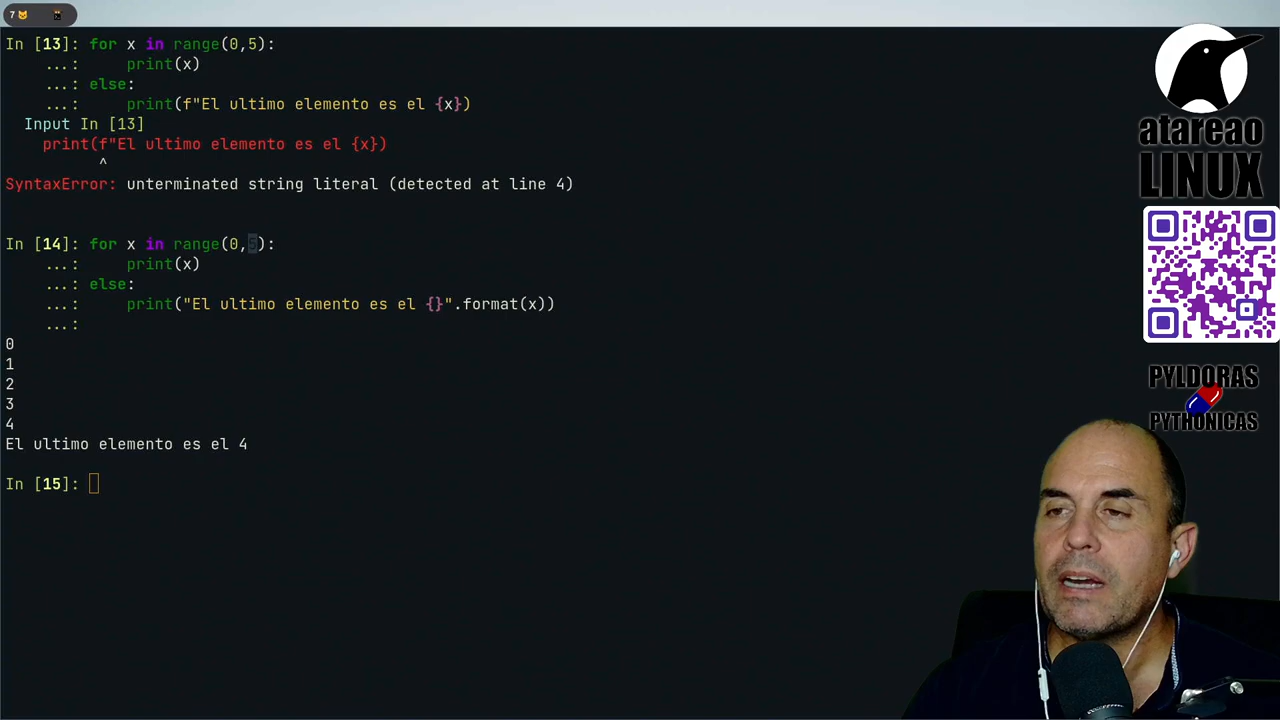 7
In [13]: for x in range(0,5):
...: print(x)
...: else:
...: print(f"El ultimo elemento es el {x})
Input In [13]
print(f"El ultimo elemento es el {x})
^
SyntaxError: unterminated string literal (detected at line 4)
In [14]: for x in range(0,5):
...: print(x)
...: else:
...: print("El ultimo elemento es el {}".format(x))
...:
0
1
2
3
4
El ultimo elemento es el 4
In [15]:
atareao
LINUX
PYLDORAS
PYTHONICAS